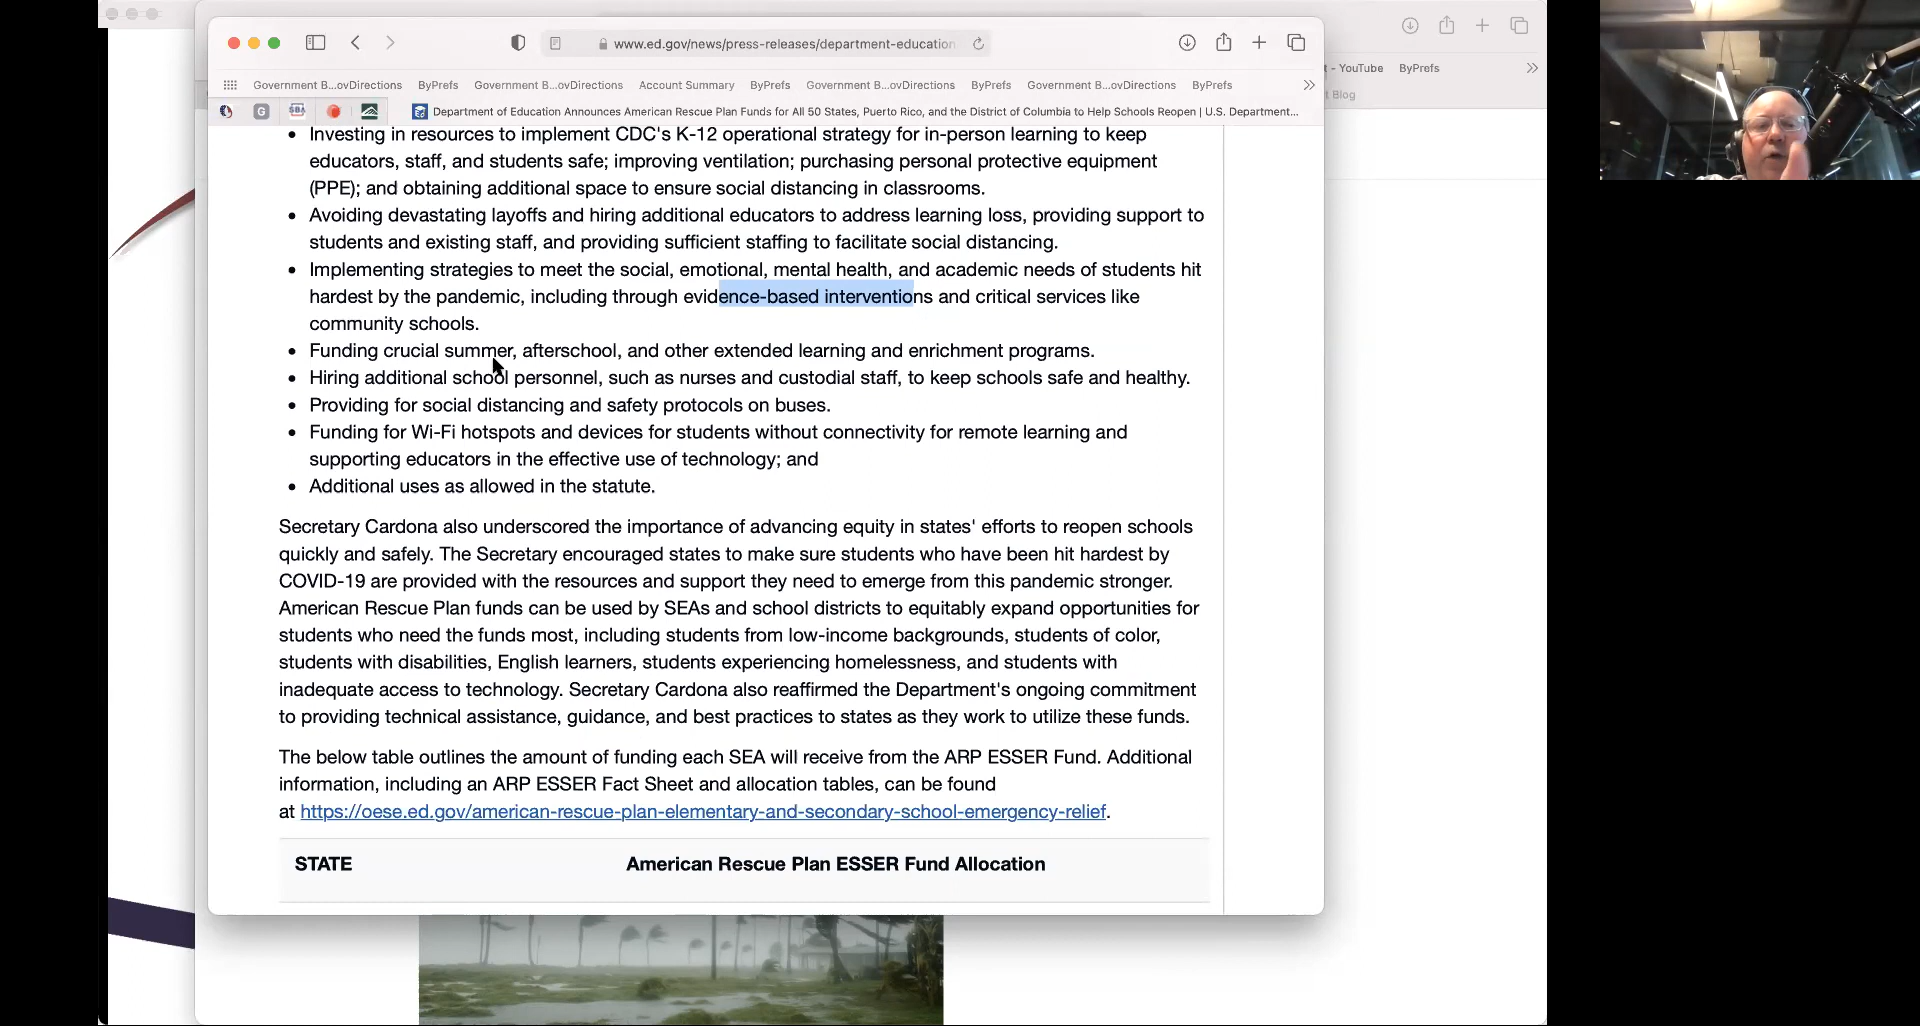 www.ed.gov/news/press-releases/department-education
Government B...ovDirections ByPrefs Government B...ovDirections Account Summary ByPrefs Government B...ovDirections ByPrefs Government B...ovDirections ByPrefs
t - YouTube ByPrefs
t Blog
G SBA Department of Education Announces American Rescue Plan Funds for All 50 States, Puerto Rico, and the District of Columbia to Help Schools Reopen | U.S. Department...
• Investing in resources to implement CDC's K-12 operational strategy for in-person learning to keep
educators, staff, and students safe; improving ventilation; purchasing personal protective equipment
(PPE); and obtaining additional space to ensure social distancing in classrooms.
• Avoiding devastating layoffs and hiring additional educators to address learning loss, providing support to
students and existing staff, and providing sufficient staffing to facilitate social distancing.
• Implementing strategies to meet the social, emotional, mental health, and academic needs of students hit
hardest by the pandemic, including through evidence-based interventions and critical services like
community schools.
• Funding crucial summer, afterschool, and other extended learning and enrichment programs.
• Hiring additional school personnel, such as nurses and custodial staff, to keep schools safe and healthy.
• Providing for social distancing and safety protocols on buses.
• Funding for Wi-Fi hotspots and devices for students without connectivity for remote learning and
supporting educators in the effective use of technology; and
• Additional uses as allowed in the statute.
Secretary Cardona also underscored the importance of advancing equity in states' efforts to reopen schools
quickly and safely. The Secretary encouraged states to make sure students who have been hit hardest by
COVID-19 are provided with the resources and support they need to emerge from this pandemic stronger.
American Rescue Plan funds can be used by SEAs and school districts to equitably expand opportunities for
students who need the funds most, including students from low-income backgrounds, students of color,
students with disabilities, English learners, students experiencing homelessness, and students with
inadequate access to technology. Secretary Cardona also reaffirmed the Department's ongoing commitment
to providing technical assistance, guidance, and best practices to states as they work to utilize these funds.
The below table outlines the amount of funding each SEA will receive from the ARP ESSER Fund. Additional
information, including an ARP ESSER Fact Sheet and allocation tables, can be found
at https://oese.ed.gov/american-rescue-plan-elementary-and-secondary-school-emergency-relief.
STATE American Rescue Plan ESSER Fund Allocation